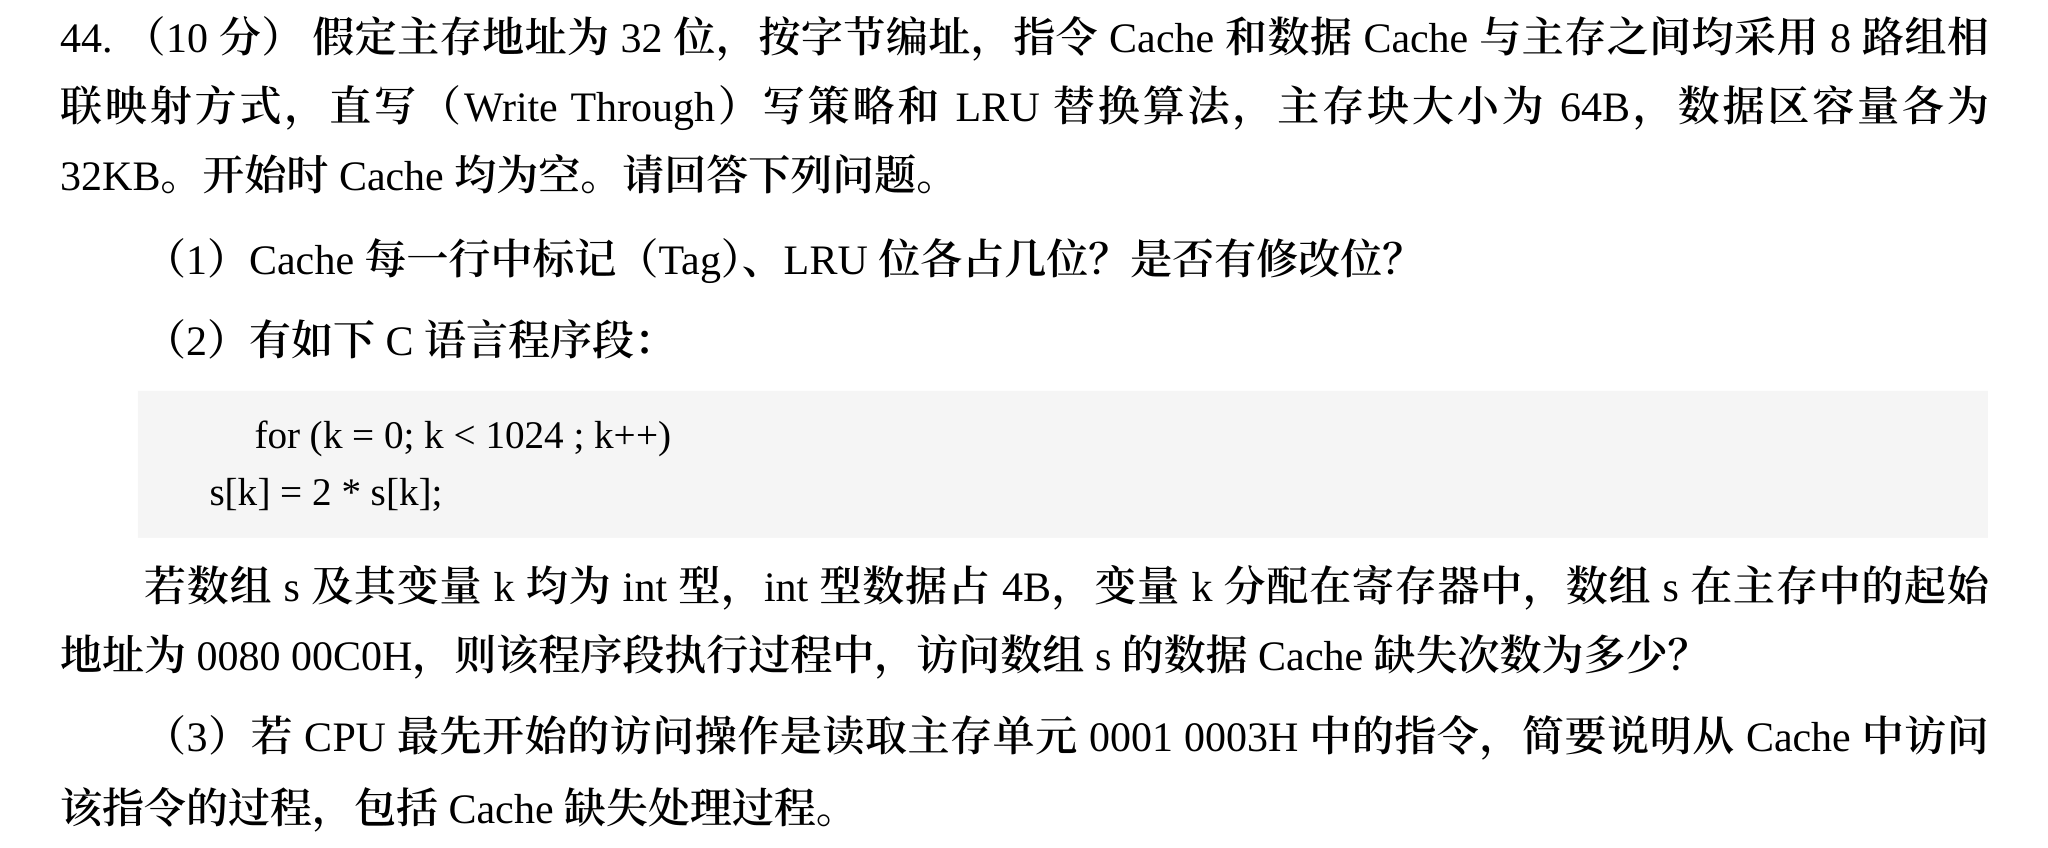 44. （10 分） 假定主存地址为 32 位，按字节编址，指令 Cache 和数据 Cache 与主存之间均采用 8 路组相
联映射方式，直写（Write Through）写策略和 LRU 替换算法，主存块大小为 64B，数据区容量各为
32KB。开始时 Cache 均为空。请回答下列问题。
（1）Cache 每一行中标记（Tag）、LRU 位各占几位？是否有修改位？
（2）有如下 C 语言程序段：
for (k = 0; k < 1024 ; k++)
s[k] = 2 * s[k];
若数组 s 及其变量 k 均为 int 型，int 型数据占 4B，变量 k 分配在寄存器中，数组 s 在主存中的起始
地址为 0080 00C0H，则该程序段执行过程中，访问数组 s 的数据 Cache 缺失次数为多少？
（3）若 CPU 最先开始的访问操作是读取主存单元 0001 0003H 中的指令，简要说明从 Cache 中访问
该指令的过程，包括 Cache 缺失处理过程。